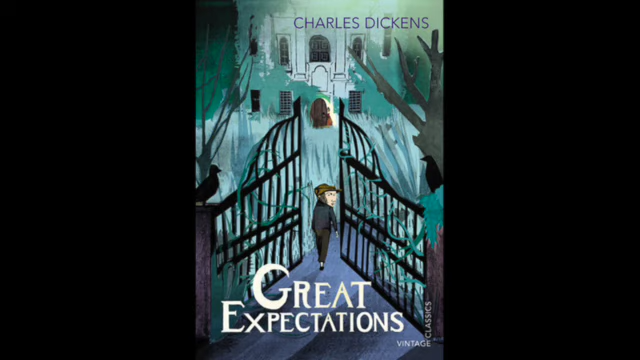 CHARLES DICKENS
GREAT
EXPECTATIONS
VINTAGE CLASSICS